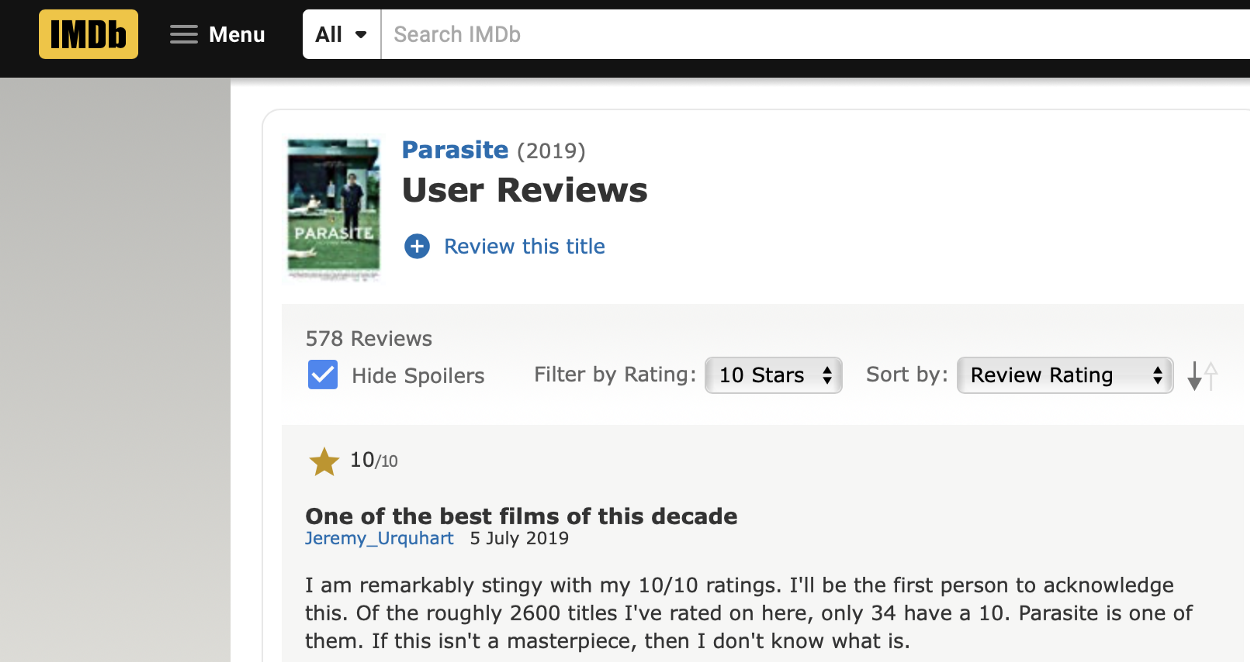 IMDb Menu All Search IMDb
Parasite (2019)
User Reviews
Review this title
PARASITE
578 Reviews
Hide Spoilers Filter by Rating: 10 Stars Sort by: Review Rating
10/10
One of the best films of this decade
Jeremy_Urquhart 5 July 2019
I am remarkably stingy with my 10/10 ratings. I'll be the first person to acknowledge
this. Of the roughly 2600 titles I've rated on here, only 34 have a 10. Parasite is one of
them. If this isn't a masterpiece, then I don't know what is.